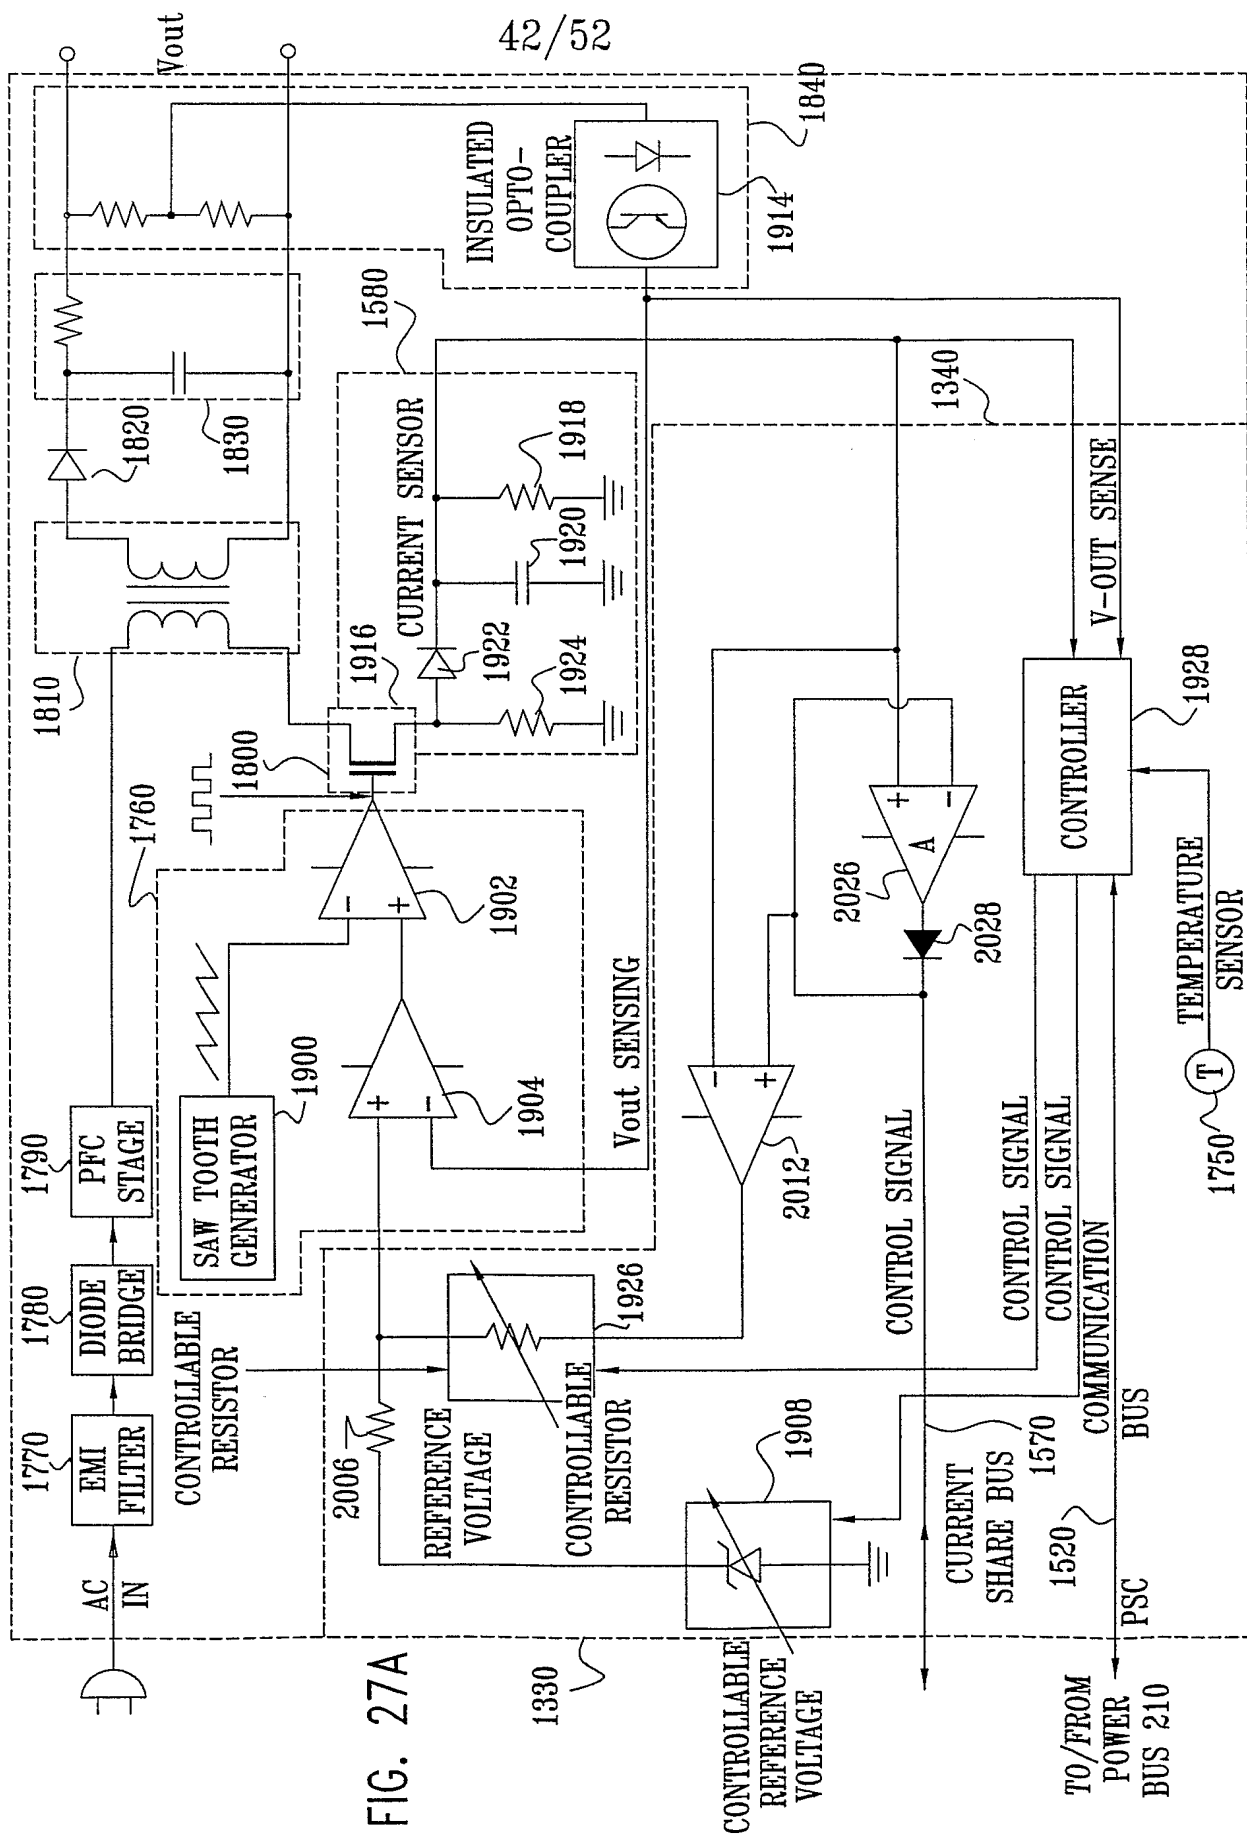 42/52
Vout
1840
INSULATED
OPTO-
COUPLER
1914
1820
1830
1580
1340
1810
CURRENT SENSOR
1918
1920
1916
1922
1924
1800
1760
V-OUT SENSE
1928
CONTROLLER
-
+
1902
+
-
A
2026
2028
TEMPERATURE
SENSOR
T
1750
SAW TOOTH
GENERATOR
1900
+
-
1904
Vout SENSING
-
+
2012
1790
PFC
STAGE
1780
DIODE
BRIDGE
1770
EMI
FILTER
AC
IN
CONTROLLABLE
RESISTOR
2006
1926
REFERENCE
VOLTAGE
CONTROLLABLE
RESISTOR
CONTROL SIGNAL
CONTROL SIGNAL
CONTROL SIGNAL
COMMUNICATION
BUS
1908
1570
CURRENT
SHARE BUS
1520
PSC
1330
CONTROLLABLE
REFERENCE
VOLTAGE
TO/FROM
POWER
BUS 210
FIG. 27A